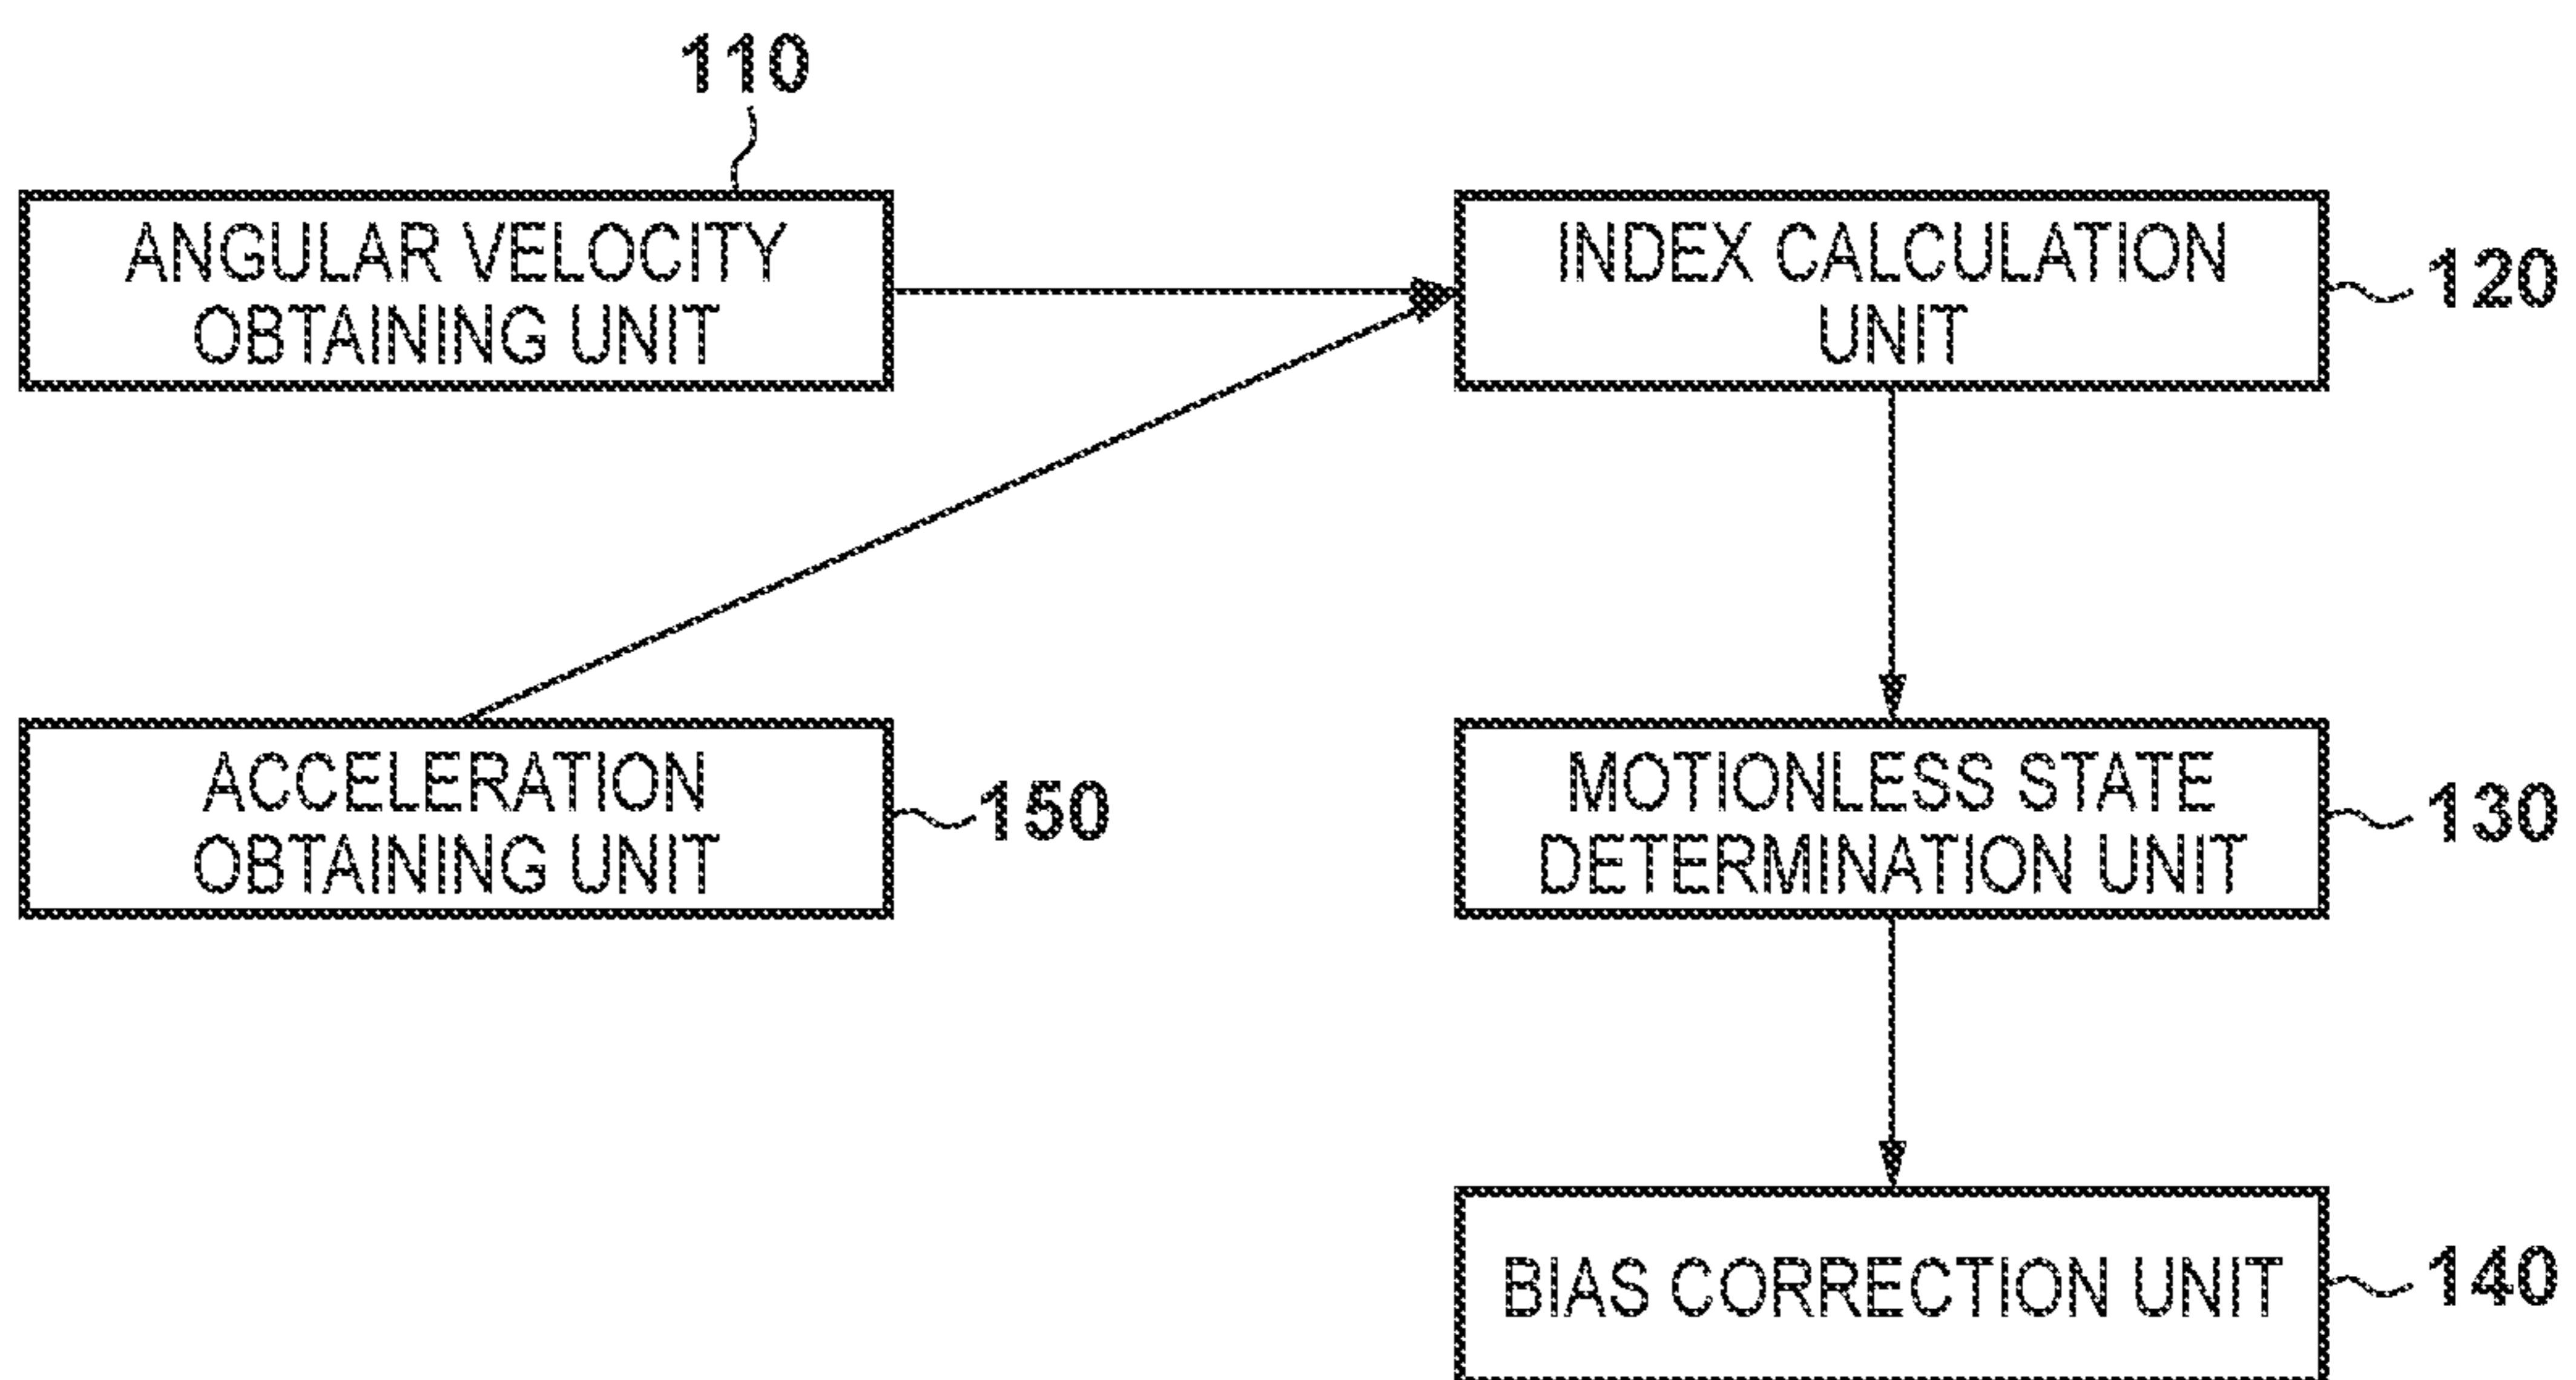 110
ANGULAR VELOCITY
OBTAINING UNIT
INDEX CALCULATION
UNIT
120
ACCELERATION
OBTAINING UNIT
150
MOTIONLESS STATE
DETERMINATION UNIT
130
BIAS CORRECTION UNIT
140